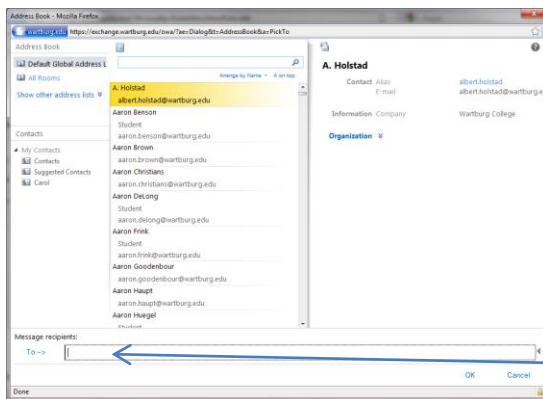 Address Book - Mozilla Firefox
wartburg.edu https://exchange.wartburg.edu/owa/?ae=Dialog&t=AddressBook&a=PickTo
Address Book
Default Global Address L
All Rooms
Show other address lists
Contacts
My Contacts
Contacts
Suggested Contacts
Carol
Arrange by Name A on top
A. Holstad
albert.holstad@wartburg.edu
Aaron Benson
Student
aaron.benson@wartburg.edu
Aaron Brown
aaron.brown@wartburg.edu
Aaron Christians
aaron.christians@wartburg.edu
Aaron DeLong
Student
aaron.delong@wartburg.edu
Aaron Frink
Student
aaron.frink@wartburg.edu
Aaron Goodenbour
aaron.goodenbour@wartburg.edu
Aaron Haupt
aaron.haupt@wartburg.edu
Aaron Huegel
Student
A. Holstad
Contact Alias albert.holstad
E-mail albert.holstad@wartburg.e
Information Company Wartburg College
Organization
Message recipients:
To ->
OK Cancel
Done